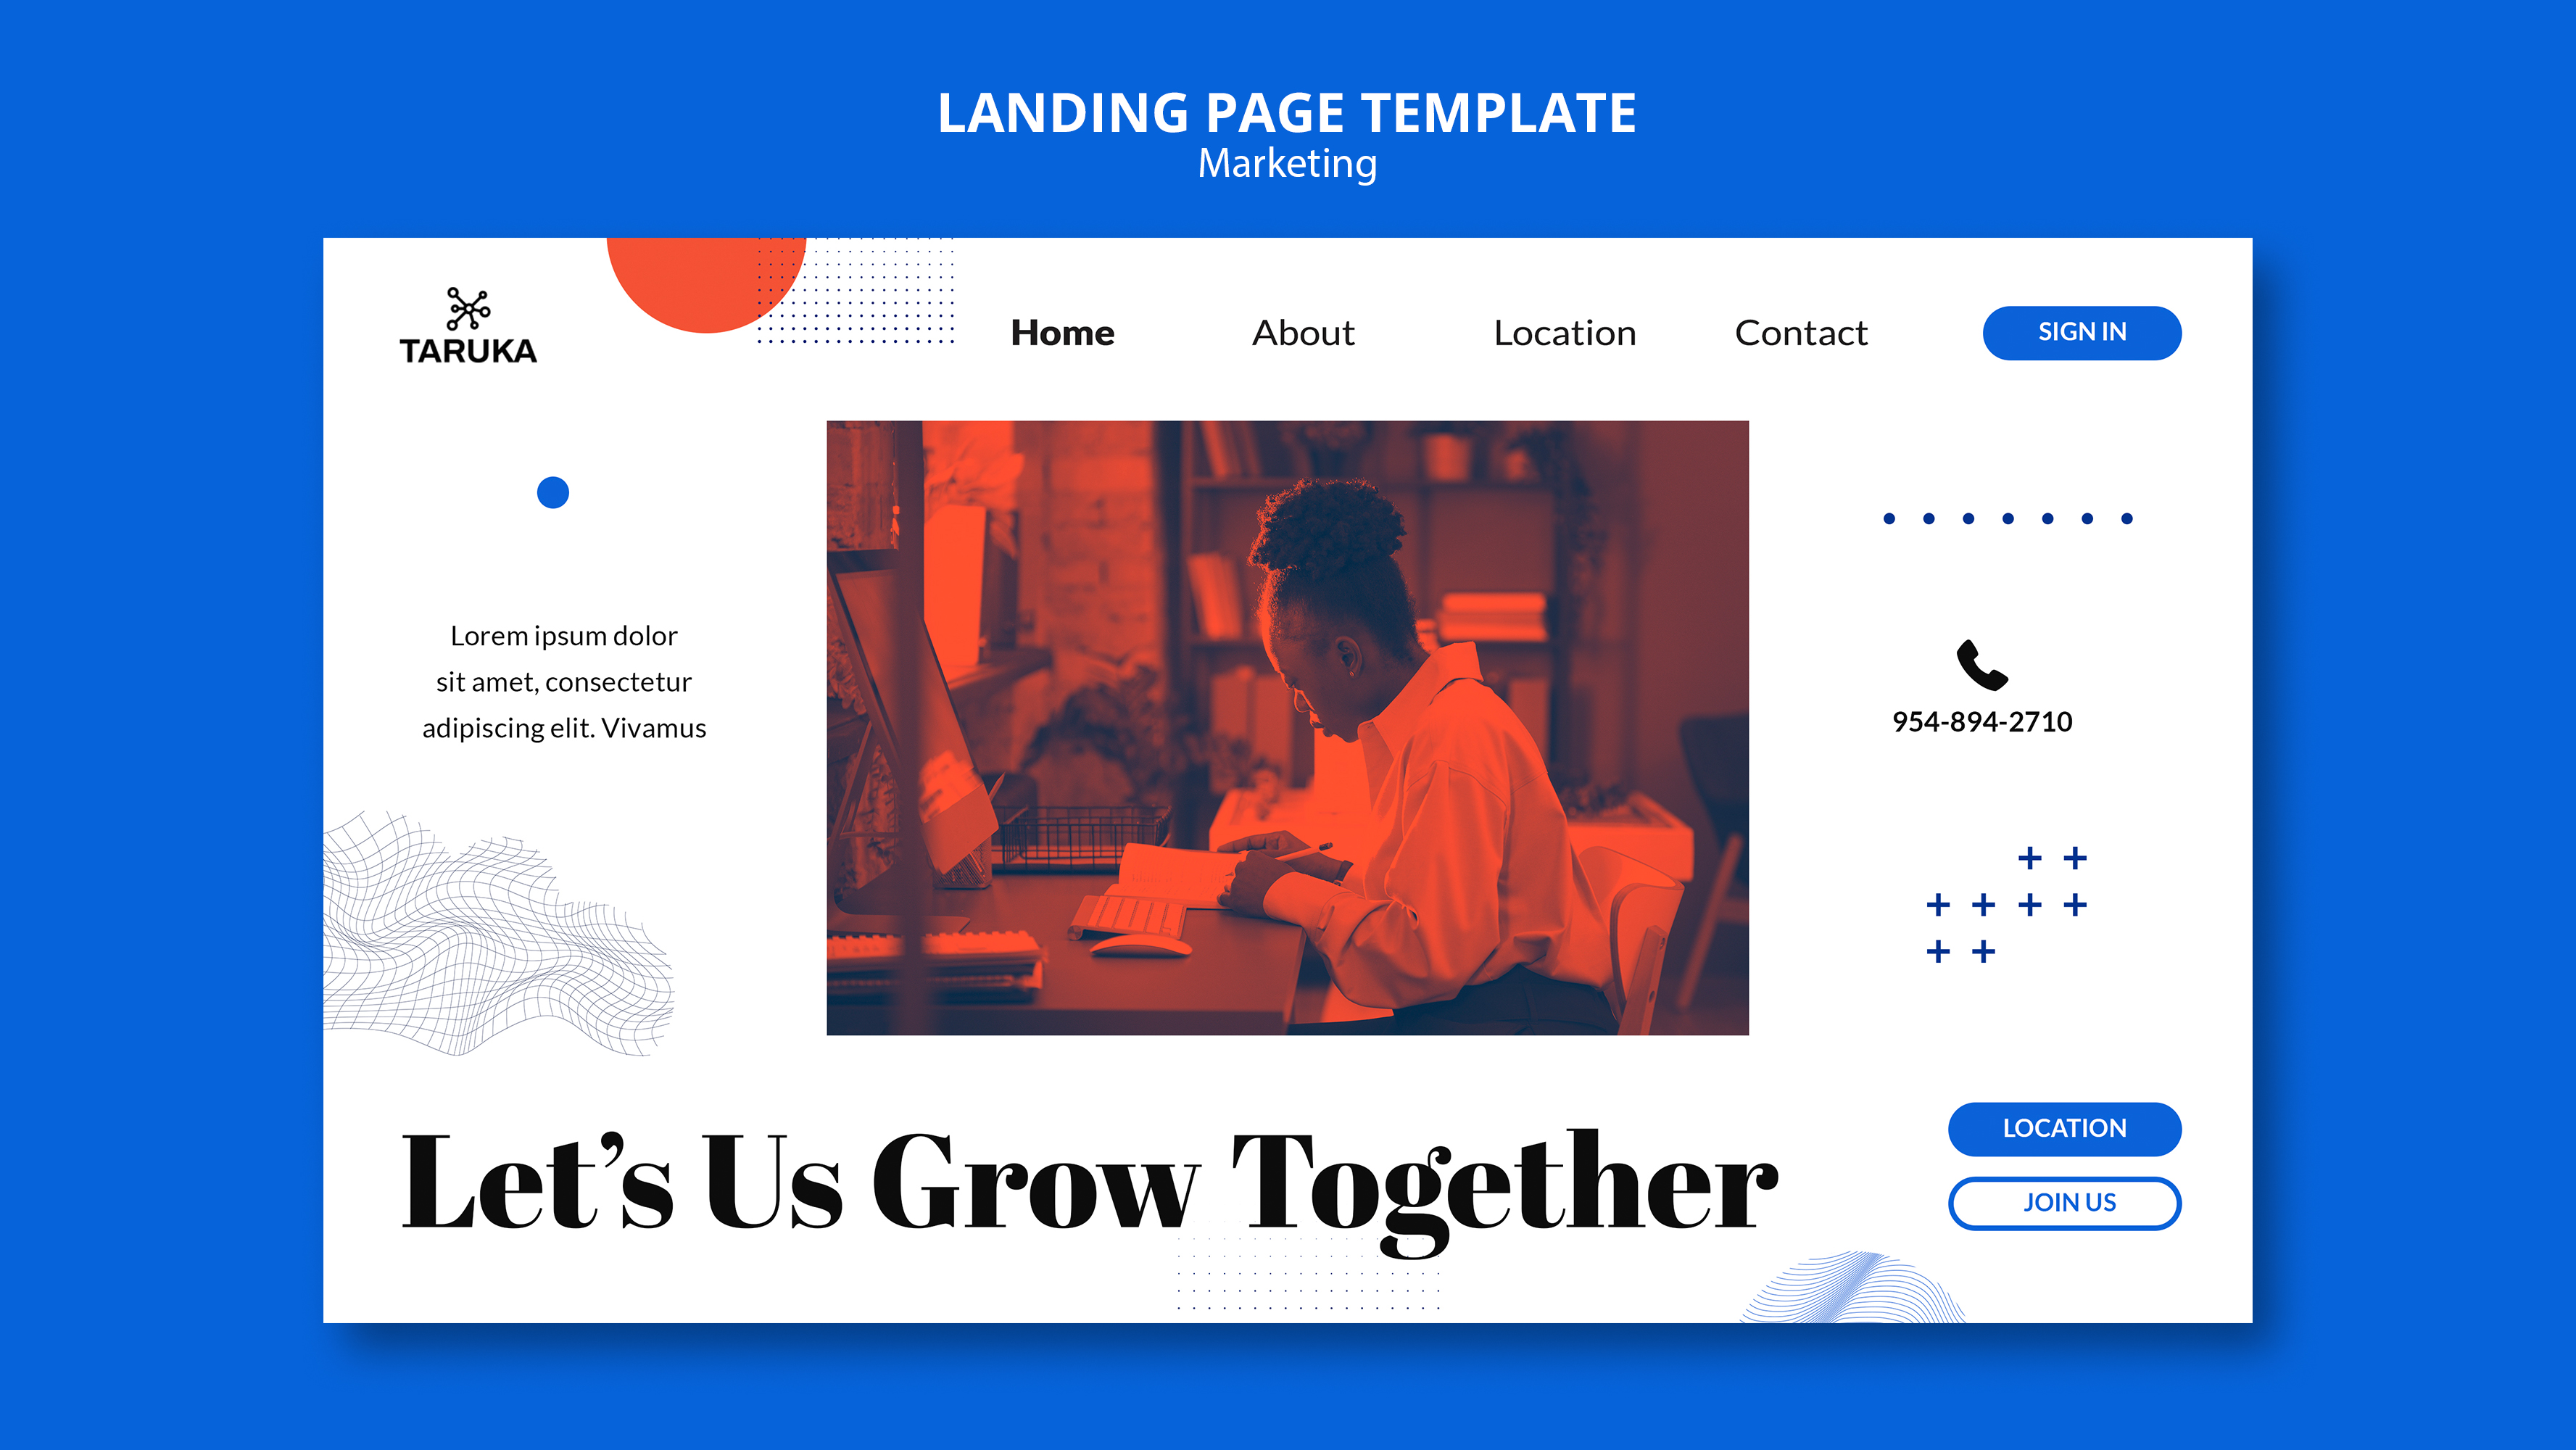 LANDING PAGE TEMPLATE
Marketing
TARUKA
Home
About
Location
Contact
SIGN IN
Lorem ipsum dolor
sit amet, consectetur
adipiscing elit. Vivamus
954-894-2710
Let’s Us Grow Together
LOCATION
JOIN US